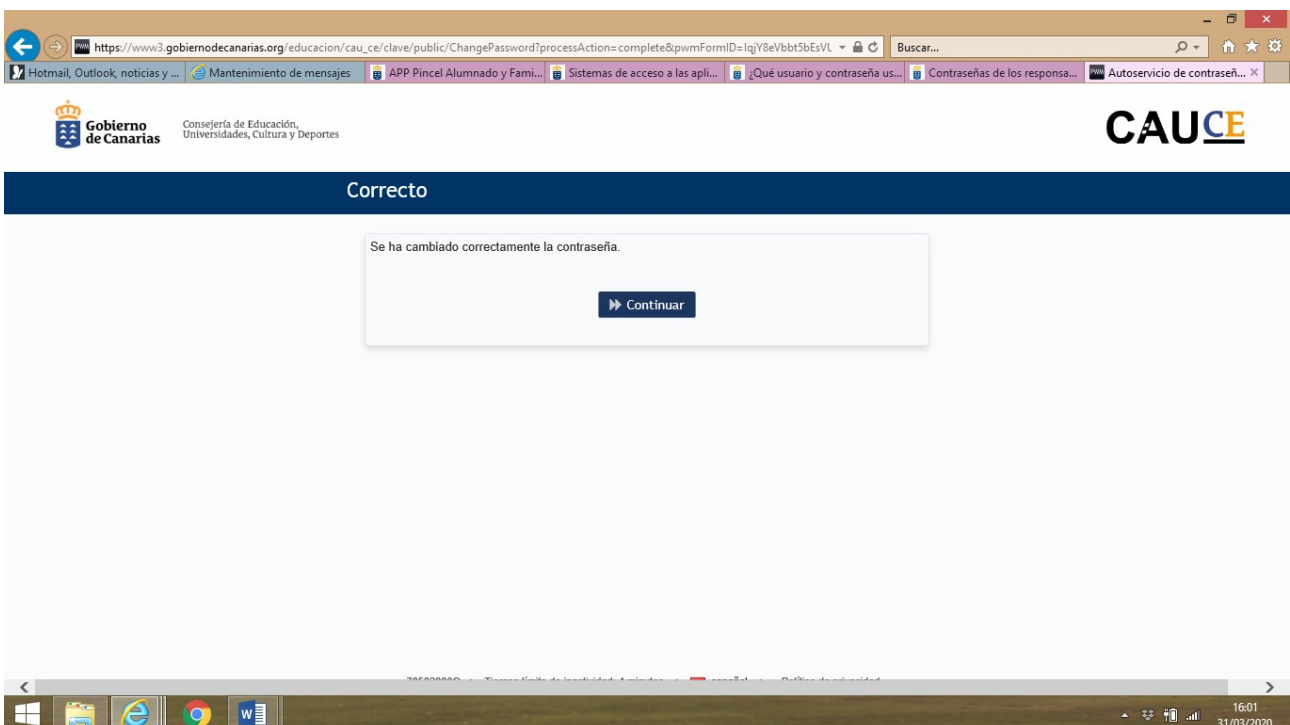 https://www3.gobiernodecanarias.org/educacion/cau_ce/clave/public/ChangePassword?processAction=complete&pwmFormID=IqjY8eVbbt5bEsVL
Buscar...
Hotmail, Outlook, noticias y ...
Mantenimiento de mensajes
APP Pincel Alumnado y Fami...
Sistemas de acceso a las apli...
¿Qué usuario y contraseña us...
Contraseñas de los responsa...
PWM Autoservicio de contraseñ...
Gobierno
de Canarias
Consejería de Educación,
Universidades, Cultura y Deportes
CAUCE
Correcto
Se ha cambiado correctamente la contraseña.
Continuar
16:01
31/03/2020